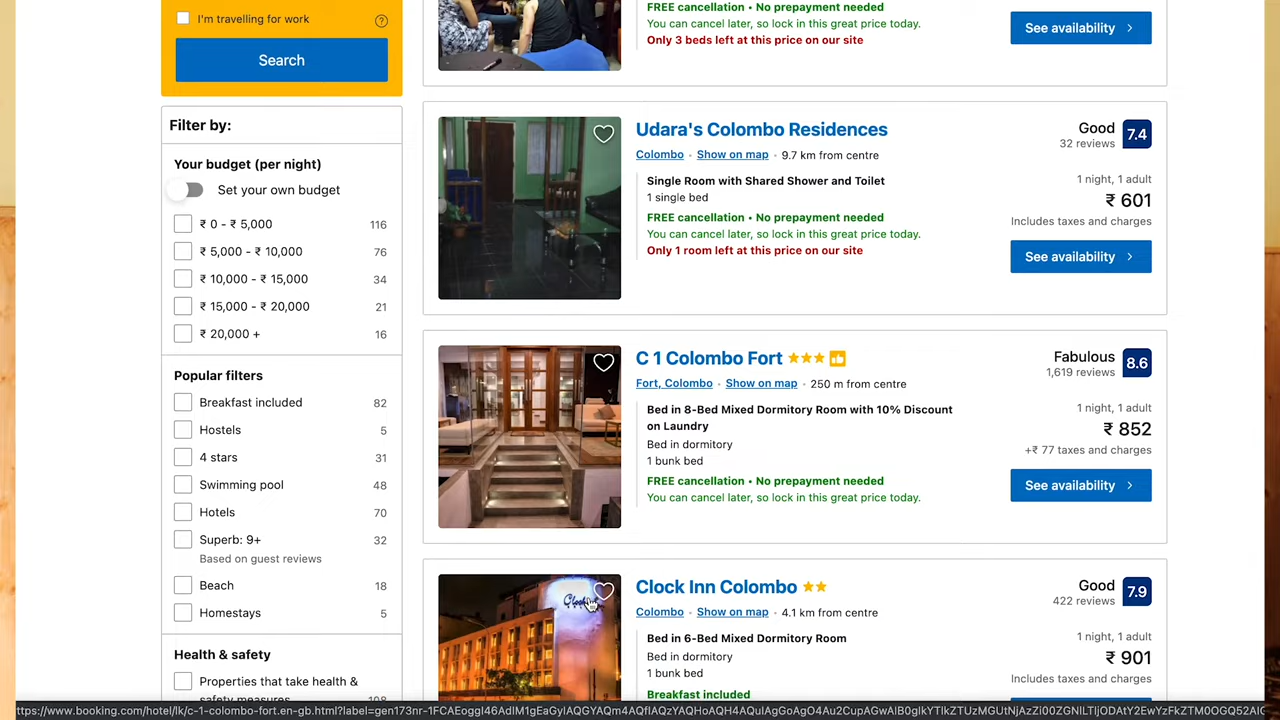 I'm travelling for work
Search
Filter by:
Your budget (per night)
Set your own budget
₹ 0 - ₹ 5,000 116
₹ 5,000 - ₹ 10,000 76
₹ 10,000 - ₹ 15,000 34
₹ 15,000 - ₹ 20,000 21
₹ 20,000 + 16
Popular filters
Breakfast included 82
Hostels 5
4 stars 31
Swimming pool 48
Hotels 70
Superb: 9+ 32
Based on guest reviews
Beach 18
Homestays 5
Health & safety
Properties that take health &
safety measures 108
FREE cancellation • No prepayment needed
You can cancel later, so lock in this great price today.
Only 3 beds left at this price on our site
See availability
Udara's Colombo Residences
Good 7.4
32 reviews
Colombo · Show on map · 9.7 km from centre
Single Room with Shared Shower and Toilet
1 single bed
FREE cancellation • No prepayment needed
You can cancel later, so lock in this great price today.
Only 1 room left at this price on our site
1 night, 1 adult
₹ 601
Includes taxes and charges
See availability
C 1 Colombo Fort
Fabulous 8.6
1,619 reviews
Fort, Colombo · Show on map · 250 m from centre
Bed in 8-Bed Mixed Dormitory Room with 10% Discount
on Laundry
Bed in dormitory
1 bunk bed
FREE cancellation • No prepayment needed
You can cancel later, so lock in this great price today.
1 night, 1 adult
₹ 852
+₹ 77 taxes and charges
See availability
Clock Inn Colombo
Good 7.9
422 reviews
Colombo · Show on map · 4.1 km from centre
Bed in 6-Bed Mixed Dormitory Room
Bed in dormitory
1 bunk bed
Breakfast included
1 night, 1 adult
₹ 901
Includes taxes and charges